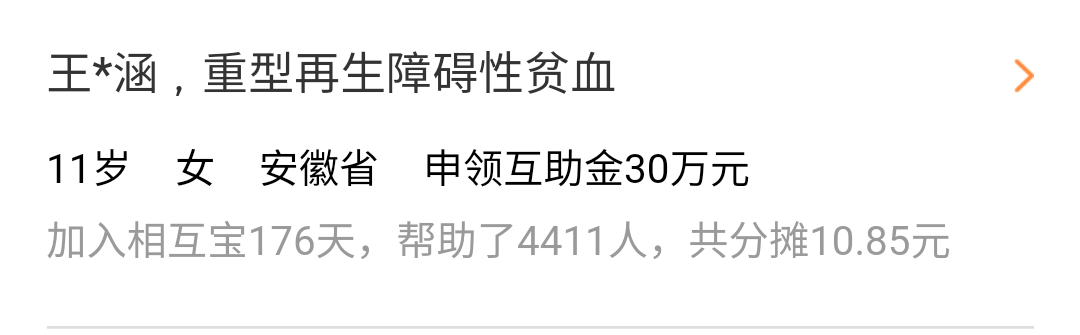 王*涵，重型再生障碍性贫血
11岁 女 安徽省 申领互助金30万元
加入相互宝176天，帮助了4411人，共分摊10.85元